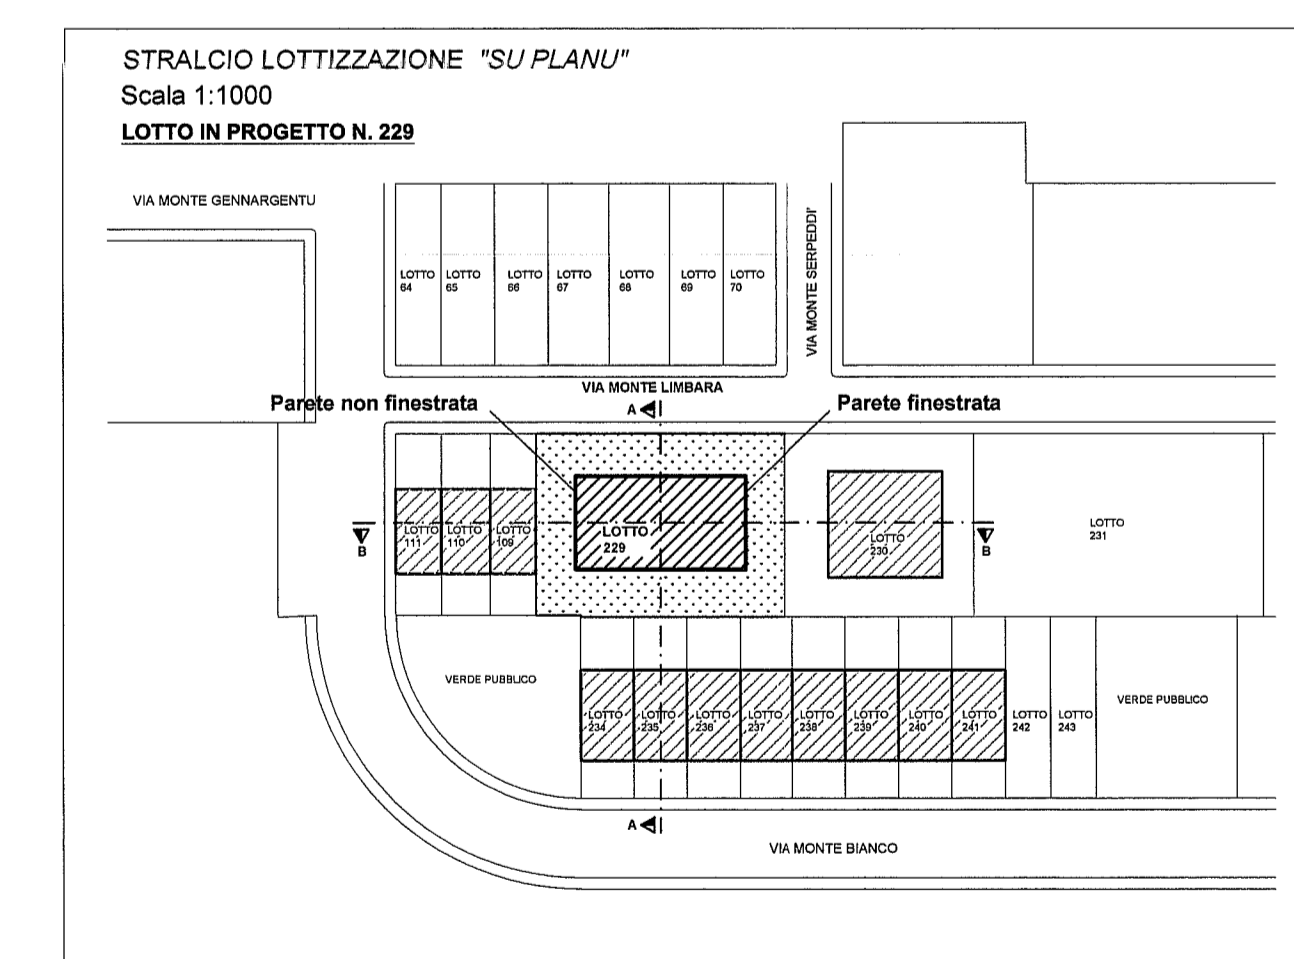 STRALCIO LOTTIZZAZIONE "SU PLANU"
Scala 1:1000
LOTTO IN PROGETTO N. 229
VIA MONTE GENNARGENTU
VIA MONTE SERPEDDI'
LOTTO
64
LOTTO
65
LOTTO
66
LOTTO
67
LOTTO
68
LOTTO
69
LOTTO
70
VIA MONTE LIMBARA
Parete non finestrata
A
Parete finestrata
LOTTO
111
LOTTO
110
LOTTO
109
LOTTO
229
LOTTO
230
LOTTO
231
B
B
VERDE PUBBLICO
LOTTO
234
LOTTO
235
LOTTO
236
LOTTO
237
LOTTO
238
LOTTO
239
LOTTO
240
LOTTO
241
LOTTO
242
LOTTO
243
VERDE PUBBLICO
A
VIA MONTE BIANCO